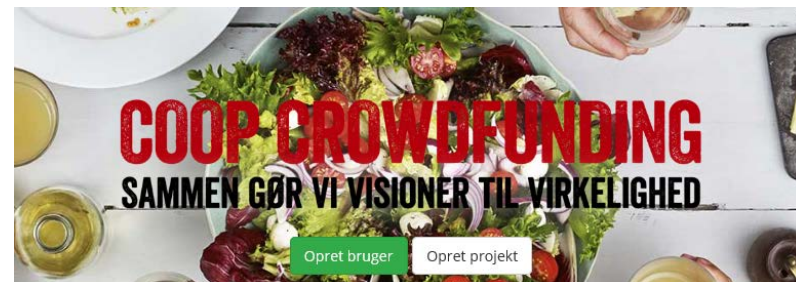 COOP CROWDFUNDING
SAMMEN GØR VI VISIONER TIL VIRKELIGHED
Opret bruger
Opret projekt